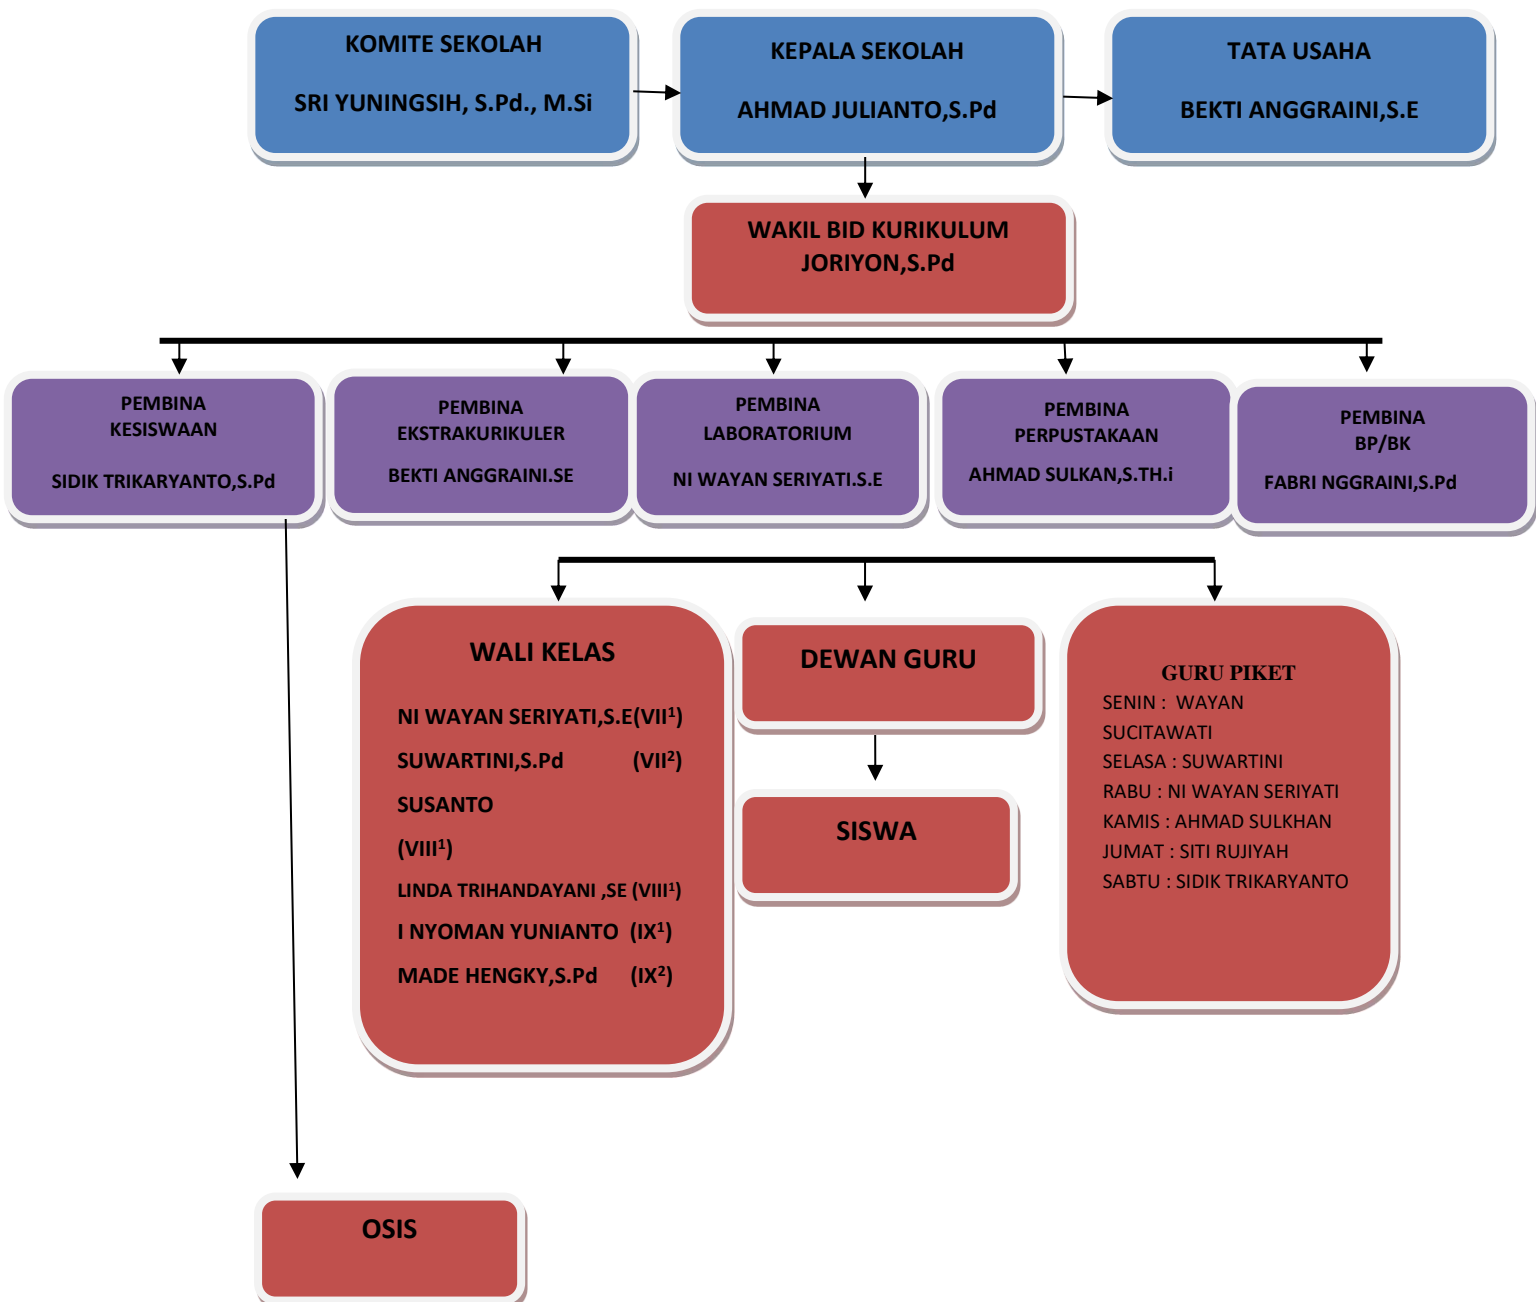 KOMITE SEKOLAH
SRI YUNINGSIH, S.Pd., M.Si
KEPALA SEKOLAH
AHMAD JULIANTO,S.Pd
TATA USAHA
BEKTI ANGGRAINI,S.E
WAKIL BID KURIKULUM
JORIYON,S.Pd
PEMBINA
KESISWAAN
SIDIK TRIKARYANTO,S.Pd
PEMBINA
EKSTRAKURIKULER
BEKTI ANGGRAINI.SE
PEMBINA
LABORATORIUM
NI WAYAN SERIYATI.S.E
PEMBINA
PERPUSTAKAAN
AHMAD SULKAN,S.TH.i
PEMBINA
BP/BK
FABRI NGGRAINI,S.Pd
WALI KELAS
NI WAYAN SERIYATI,S.E(VII¹)
SUWARTINI,S.Pd (VII²)
SUSANTO
(VIII¹)
LINDA TRIHANDAYANI ,SE (VIII¹)
I NYOMAN YUNIANTO (IX¹)
MADE HENGKY,S.Pd (IX²)
DEWAN GURU
SISWA
GURU PIKET
SENIN : WAYAN
SUCITAWATI
SELASA : SUWARTINI
RABU : NI WAYAN SERIYATI
KAMIS : AHMAD SULKHAN
JUMAT : SITI RUJIYAH
SABTU : SIDIK TRIKARYANTO
OSIS